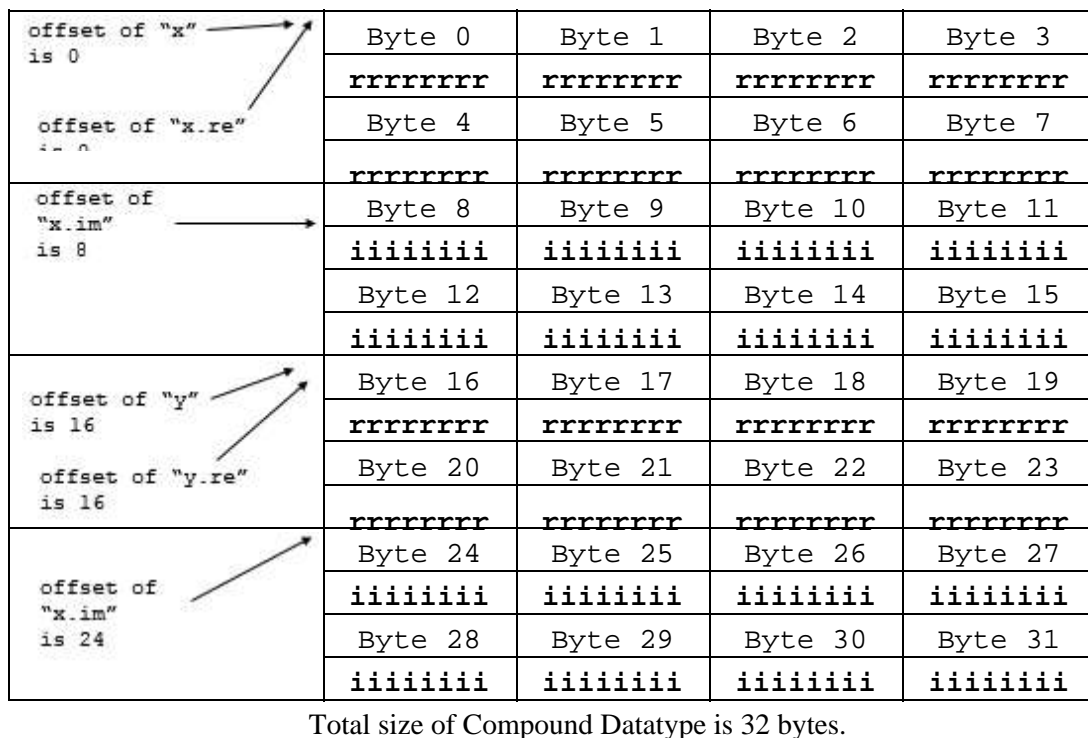 offset of "x"
is 0
offset of "x.re"
is 0
Byte 0 Byte 1 Byte 2 Byte 3
rrrrrrrr rrrrrrrr rrrrrrrr rrrrrrrr
Byte 4 Byte 5 Byte 6 Byte 7
rrrrrrrr rrrrrrrr rrrrrrrr rrrrrrrr
offset of
"x.im"
is 8
Byte 8 Byte 9 Byte 10 Byte 11
iiiiiiii iiiiiiii iiiiiiii iiiiiiii
Byte 12 Byte 13 Byte 14 Byte 15
iiiiiiii iiiiiiii iiiiiiii iiiiiiii
offset of "y"
is 16
offset of "y.re"
is 16
Byte 16 Byte 17 Byte 18 Byte 19
rrrrrrrr rrrrrrrr rrrrrrrr rrrrrrrr
Byte 20 Byte 21 Byte 22 Byte 23
rrrrrrrr rrrrrrrr rrrrrrrr rrrrrrrr
offset of
"x.im"
is 24
Byte 24 Byte 25 Byte 26 Byte 27
iiiiiiii iiiiiiii iiiiiiii iiiiiiii
Byte 28 Byte 29 Byte 30 Byte 31
iiiiiiii iiiiiiii iiiiiiii iiiiiiii
Total size of Compound Datatype is 32 bytes.